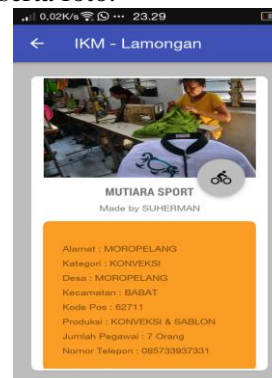 0,02K/s ... 23.29
IKM - Lamongan
MUTIARA SPORT
Made by SUHERMAN
Alamat : MOROPELANG
Kategori : KONVEKSI
Desa : MOROPELANG
Kecamatan : BABAT
Kode Pos : 62711
Produksi : KONVEKSI & SABLON
Jumlah Pegawai : 7 Orang
Nomor Telepon : 085733937331